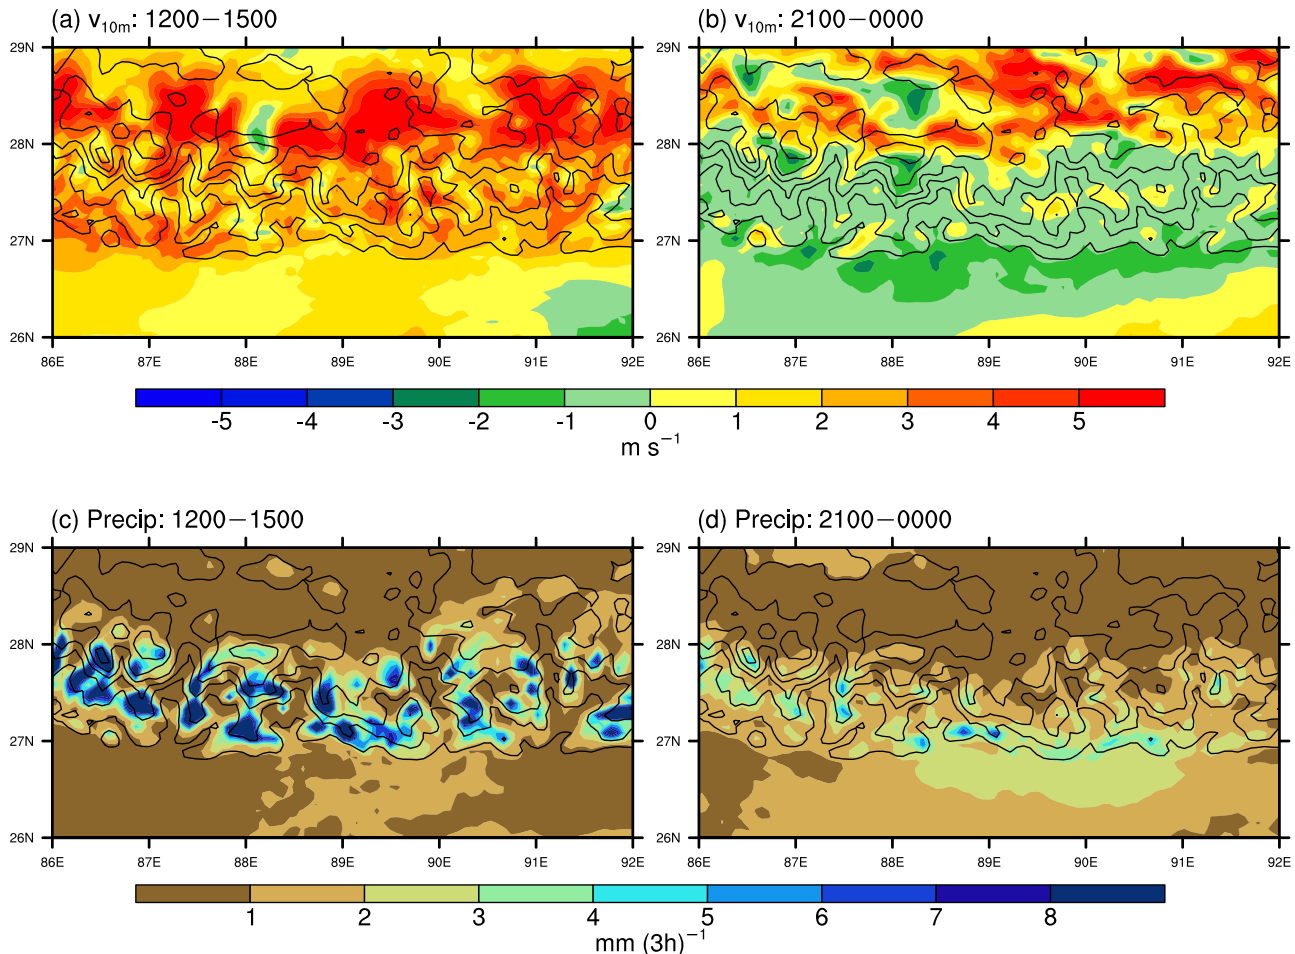 (a) v10m: 1200−1500
(b) v10m: 2100−0000
29N
28N
27N
26N
86E 87E 88E 89E 90E 91E 92E
29N
28N
27N
26N
86E 87E 88E 89E 90E 91E 92E
-5 -4 -3 -2 -1 0 1 2 3 4 5
m s−1
(c) Precip: 1200−1500
(d) Precip: 2100−0000
29N
28N
27N
26N
86E 87E 88E 89E 90E 91E 92E
29N
28N
27N
26N
86E 87E 88E 89E 90E 91E 92E
1 2 3 4 5 6 7 8
mm (3h)−1